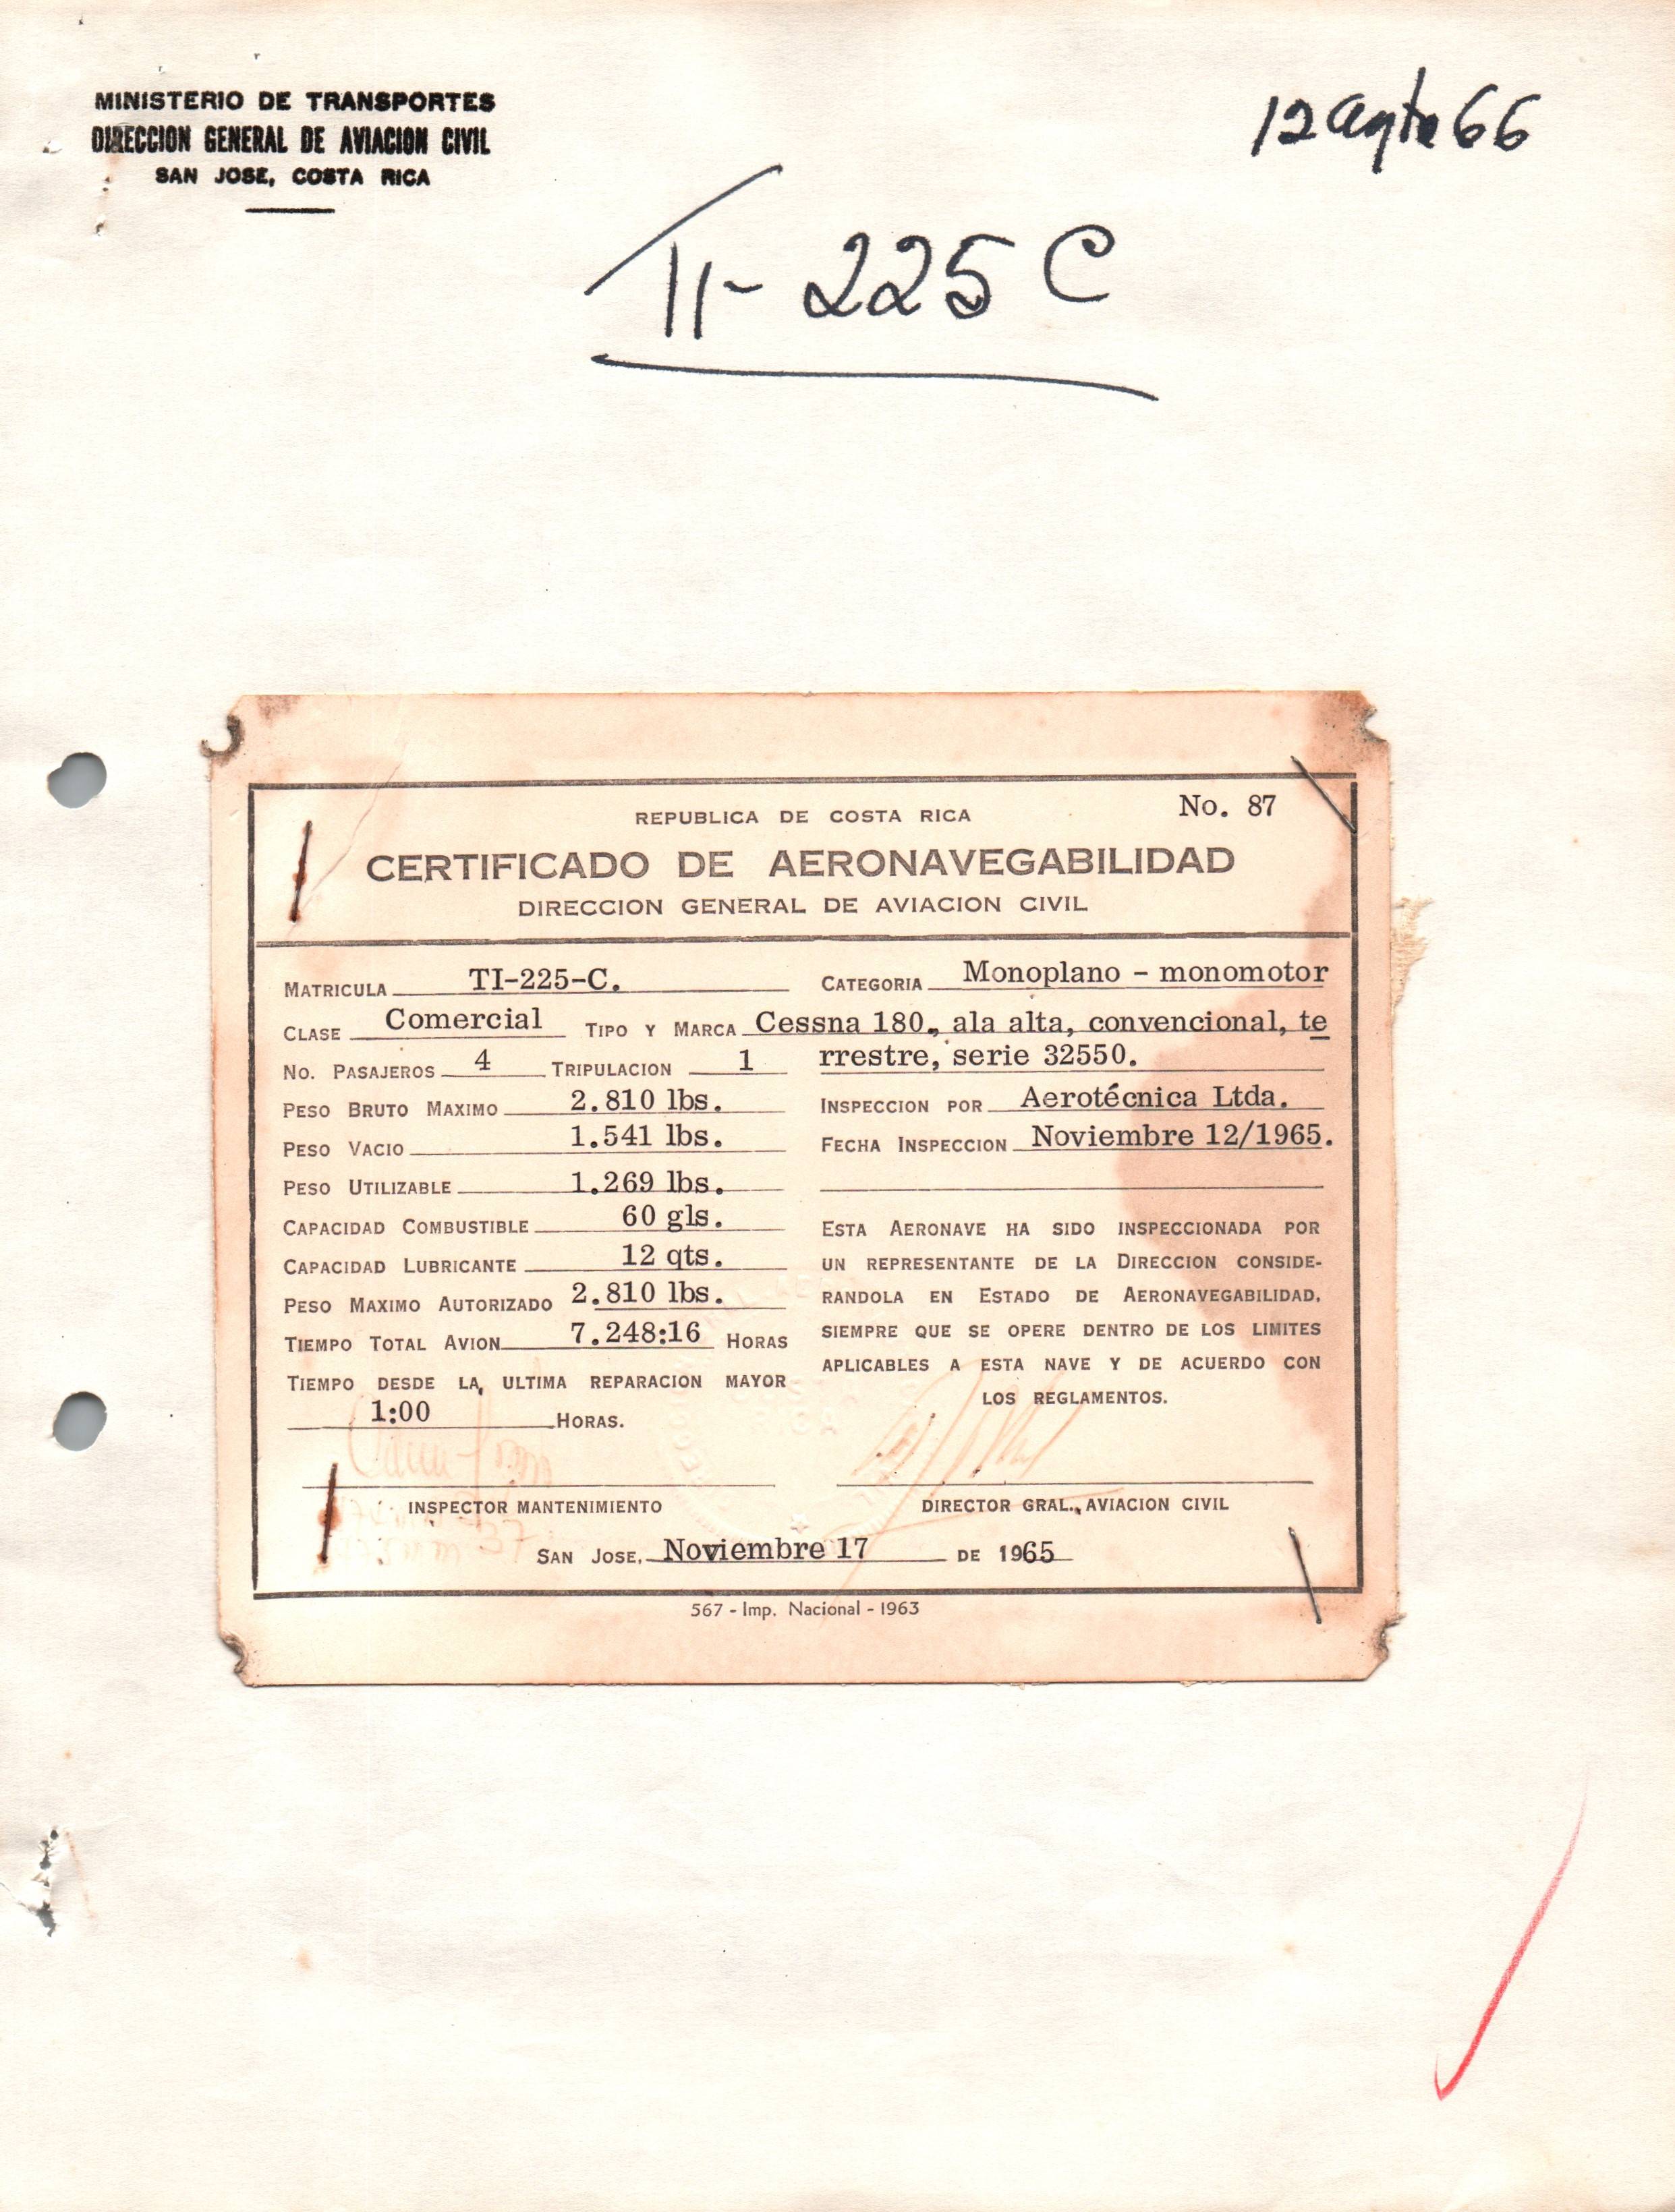 MINISTERIO DE TRANSPORTES
DIRECCION GENERAL DE AVIACION CIVIL
SAN JOSE, COSTA RICA
12 agto 66
TI-225 C
No. 87
REPUBLICA DE COSTA RICA
CERTIFICADO DE AERONAVEGABILIDAD
DIRECCION GENERAL DE AVIACION CIVIL
MATRICULA TI-225-C. CATEGORIA Monoplano - monomotor
CLASE Comercial TIPO Y MARCA Cessna 180., ala alta, convencional, te
No. PASAJEROS 4 TRIPULACION 1 rrestre, serie 32550.
PESO BRUTO MAXIMO 2.810 lbs. INSPECCION POR Aerotécnica Ltda.
PESO VACIO 1.541 lbs. FECHA INSPECCION Noviembre 12/1965.
PESO UTILIZABLE 1.269 lbs.
CAPACIDAD COMBUSTIBLE 60 gls.
CAPACIDAD LUBRICANTE 12 qts.
PESO MAXIMO AUTORIZADO 2.810 lbs.
TIEMPO TOTAL AVION 7.248:16 HORAS
TIEMPO DESDE LA ULTIMA REPARACION MAYOR
1:00 HORAS.
ESTA AERONAVE HA SIDO INSPECCIONADA POR
UN REPRESENTANTE DE LA DIRECCION CONSIDE-
RANDOLA EN ESTADO DE AERONAVEGABILIDAD,
SIEMPRE QUE SE OPERE DENTRO DE LOS LIMITES
APLICABLES A ESTA NAVE Y DE ACUERDO CON
LOS REGLAMENTOS.
INSPECTOR MANTENIMIENTO DIRECTOR GRAL., AVIACION CIVIL
SAN JOSE, Noviembre 17 DE 1965
567 - Imp. Nacional - 1963